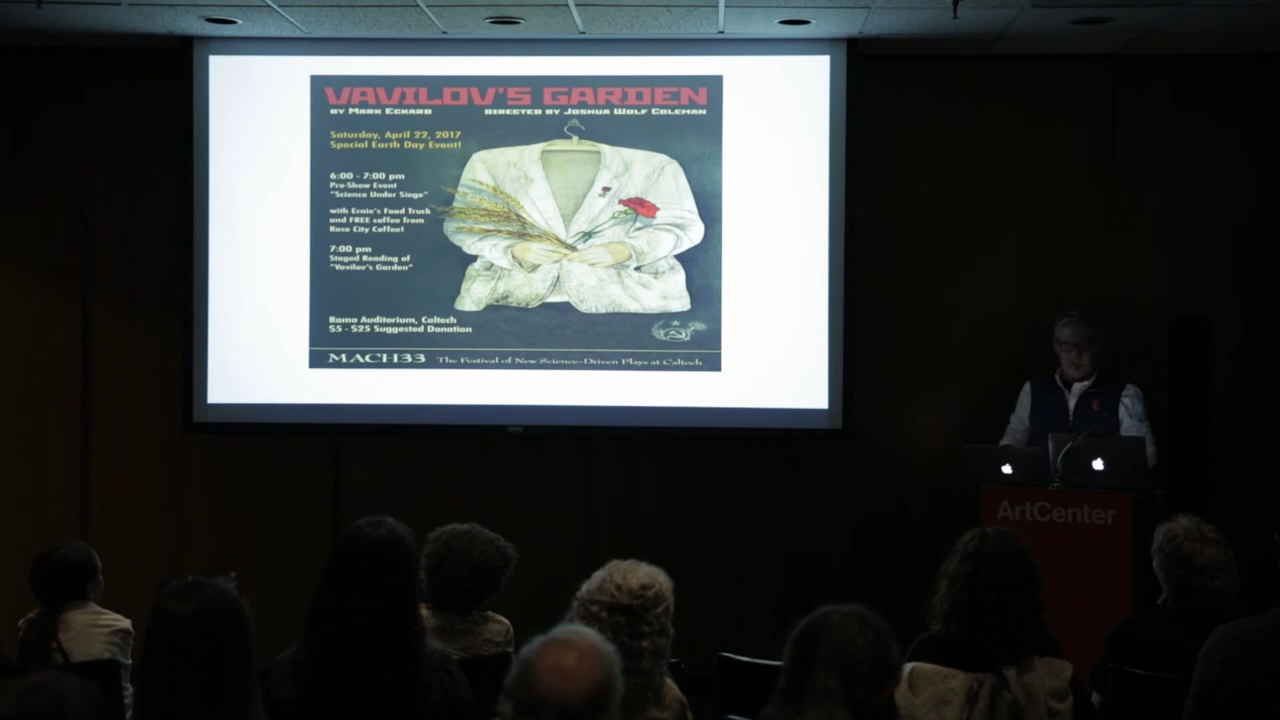 VAVILOV'S GARDEN
BY MARK ECKARD DIRECTED BY JOSHUA WOLF COLEMAN
Saturday, April 22, 2017
Special Earth Day Event!
6:00 - 7:00 pm
Pre-Show Event
"Science Under Siege"
with Ernie's Food Truck
and FREE coffee from
Rose City Coffee!
7:00 pm
Staged Reading of
"Vavilov's Garden"
Ramo Auditorium, Caltech
$5 - $25 Suggested Donation
MACH33 The Festival of New Science-Driven Plays at Caltech
ArtCenter